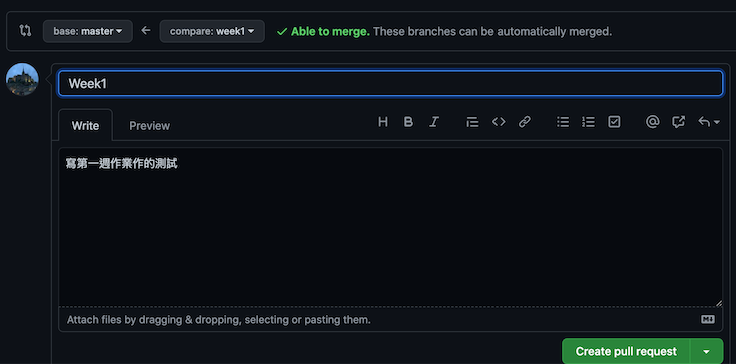 base: master compare: week1 Able to merge. These branches can be automatically merged.
Week1
Write Preview
寫第一週作業作的測試
Attach files by dragging & dropping, selecting or pasting them.
Create pull request